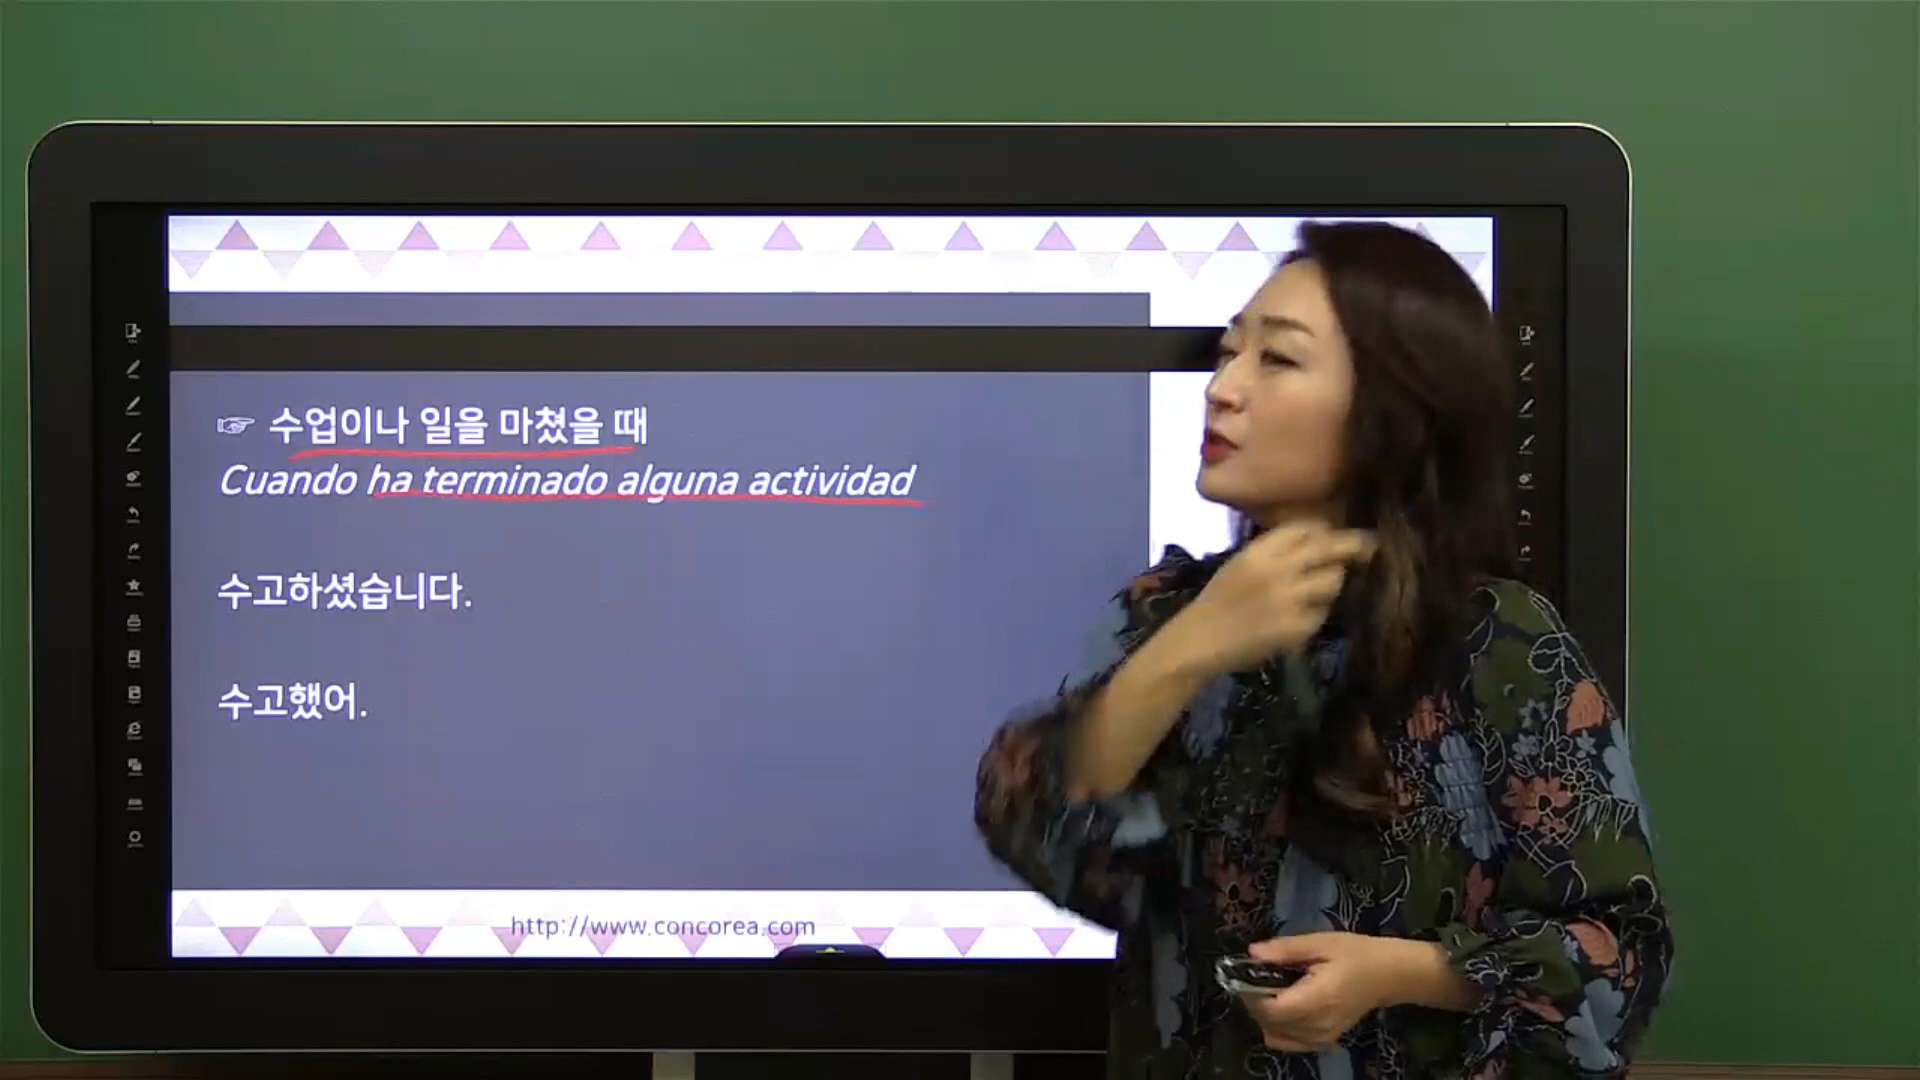 ☞ 수업이나 일을 마쳤을 때
Cuando ha terminado alguna actividad
수고하셨습니다.
수고했어.
http://www.concorea.com